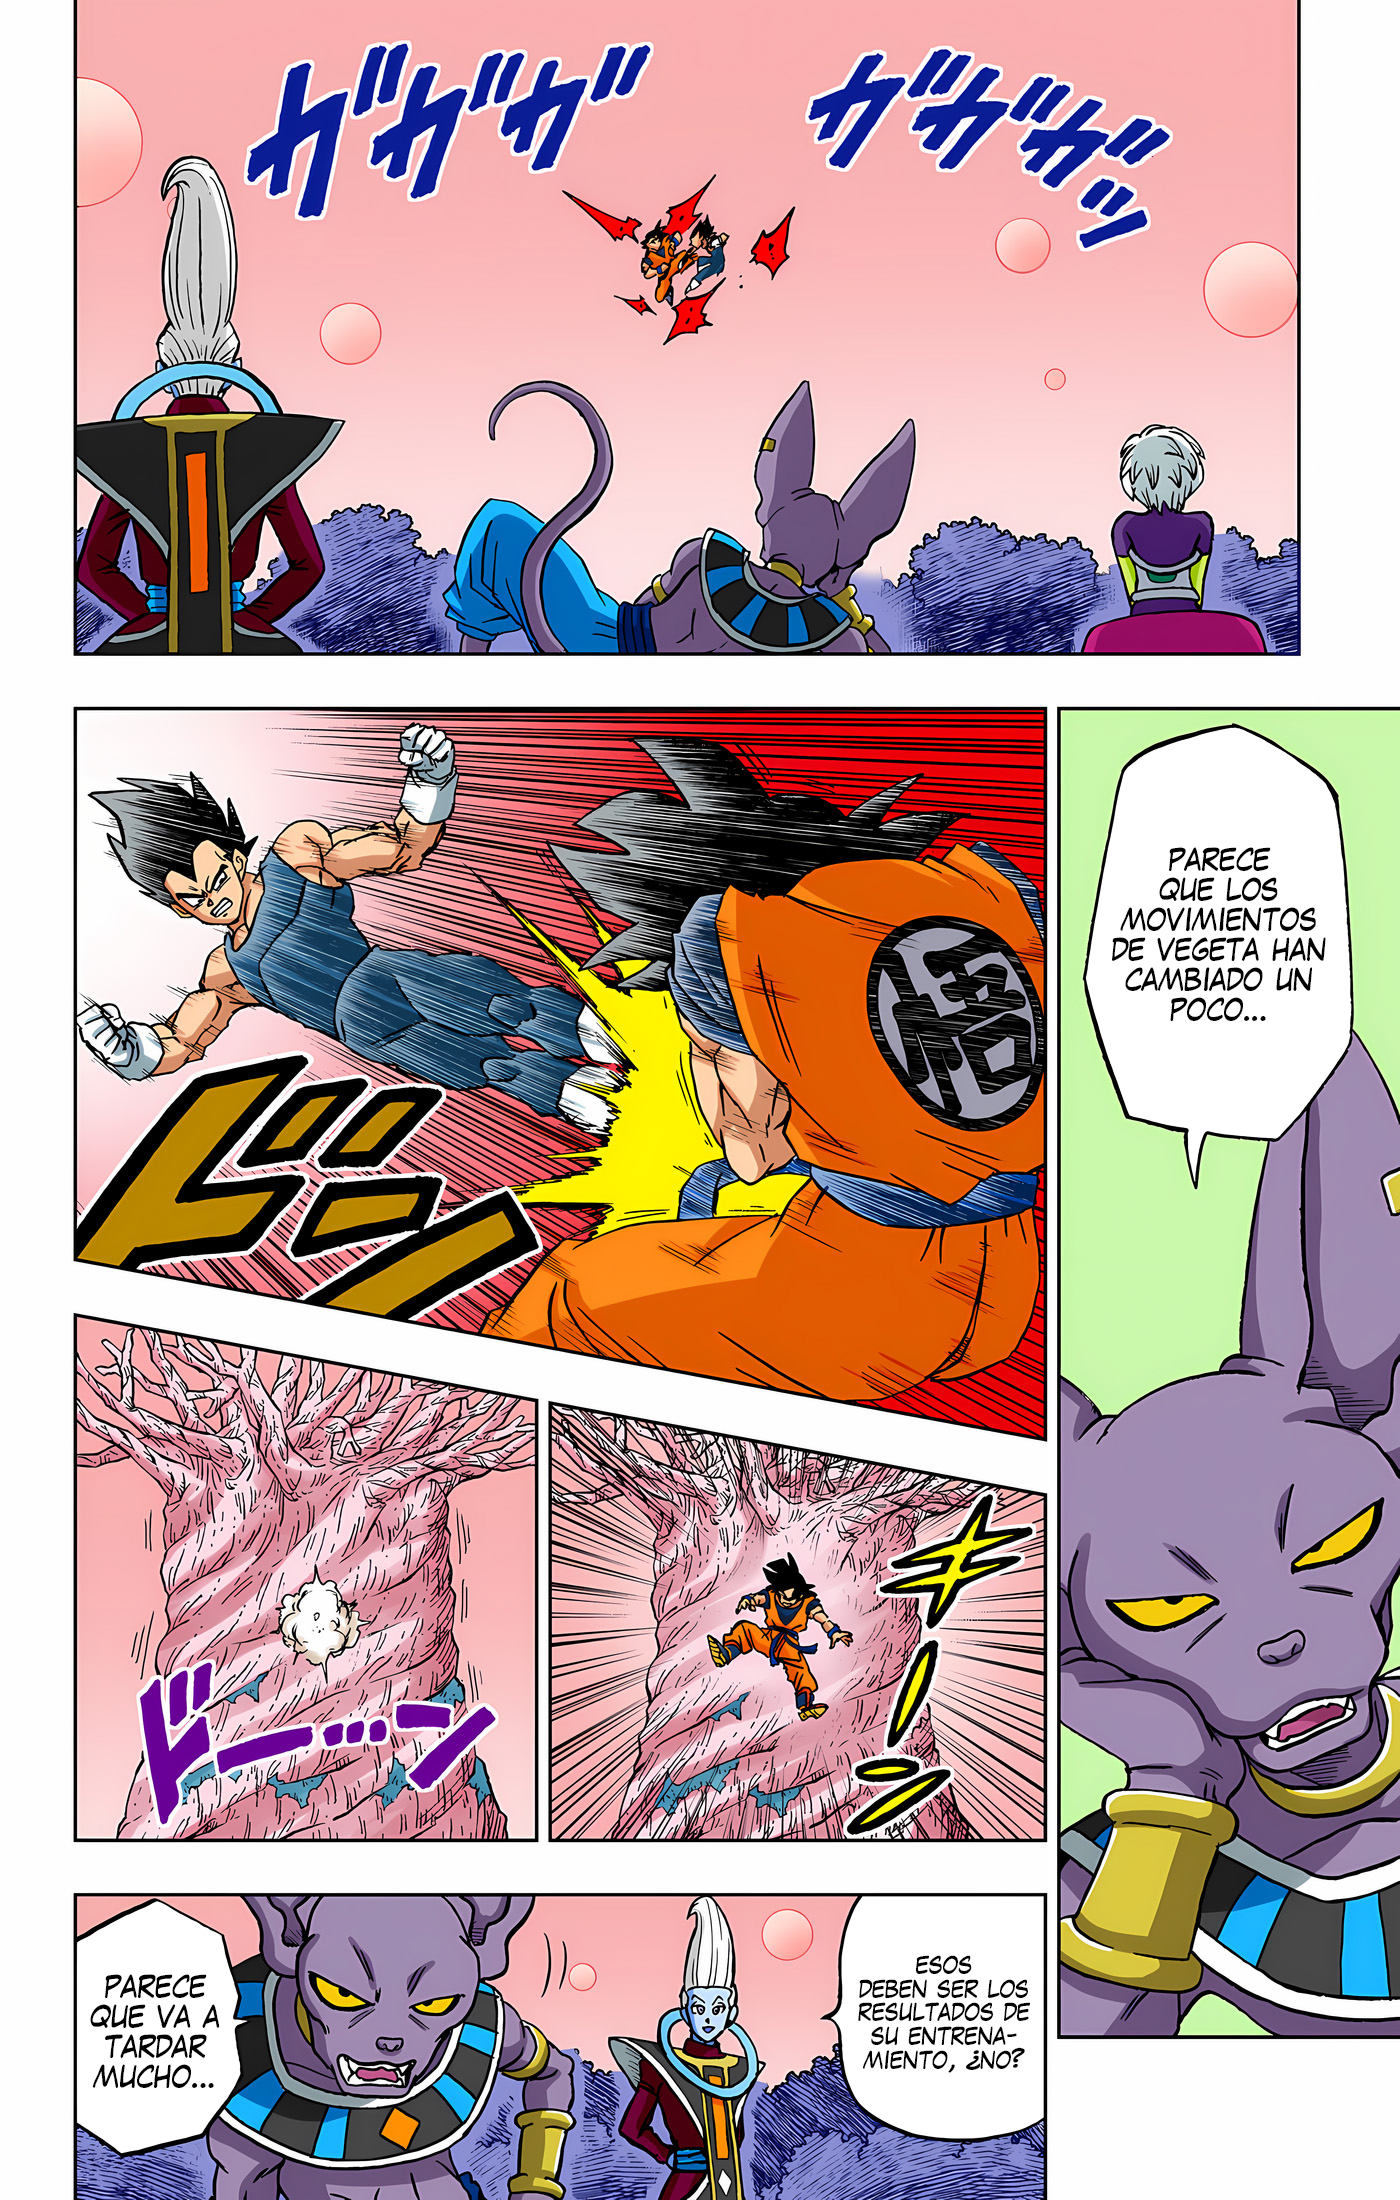 ガガガ
ガガガガッ
PARECE
QUE LOS
MOVIMIENTOS
DE VEGETA HAN
CAMBIADO UN
POCO...
悟
ドン
キーン
ドーン
ESOS
DEBEN SER LOS
RESULTADOS DE
SU ENTRENA-
MIENTO, ¿NO?
PARECE
QUE VA A
TARDAR
MUCHO...